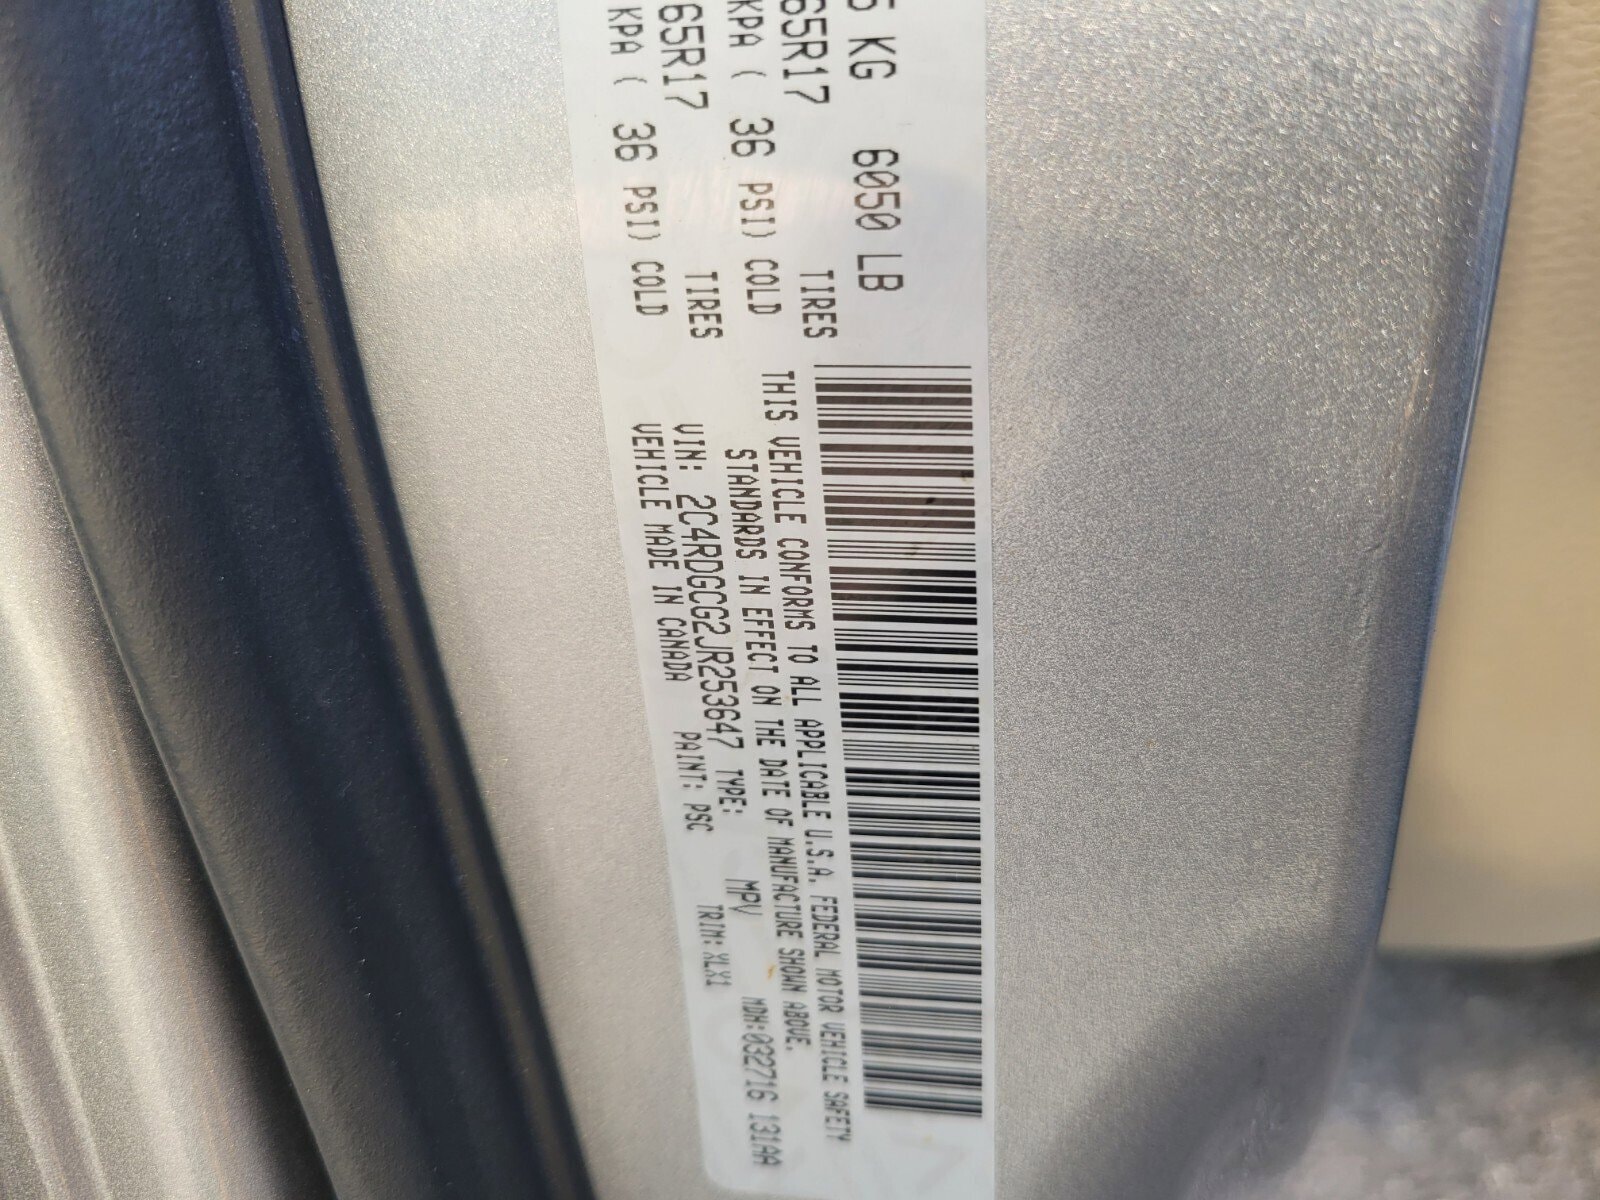 5 KG 6050 LB
65R17 TIRES
KPA ( 36 PSI) COLD
65R17 TIRES
KPA ( 36 PSI) COLD
THIS VEHICLE CONFORMS TO ALL APPLICABLE U.S.A. FEDERAL MOTOR VEHICLE SAFETY
STANDARDS IN EFFECT ON THE DATE OF MANUFACTURE SHOWN ABOVE.
VIN: 2C4RDGCG2JR253647 TYPE: MPV MDH:032716 131AA
VEHICLE MADE IN CANADA PAINT: PSC TRIM:XLX1